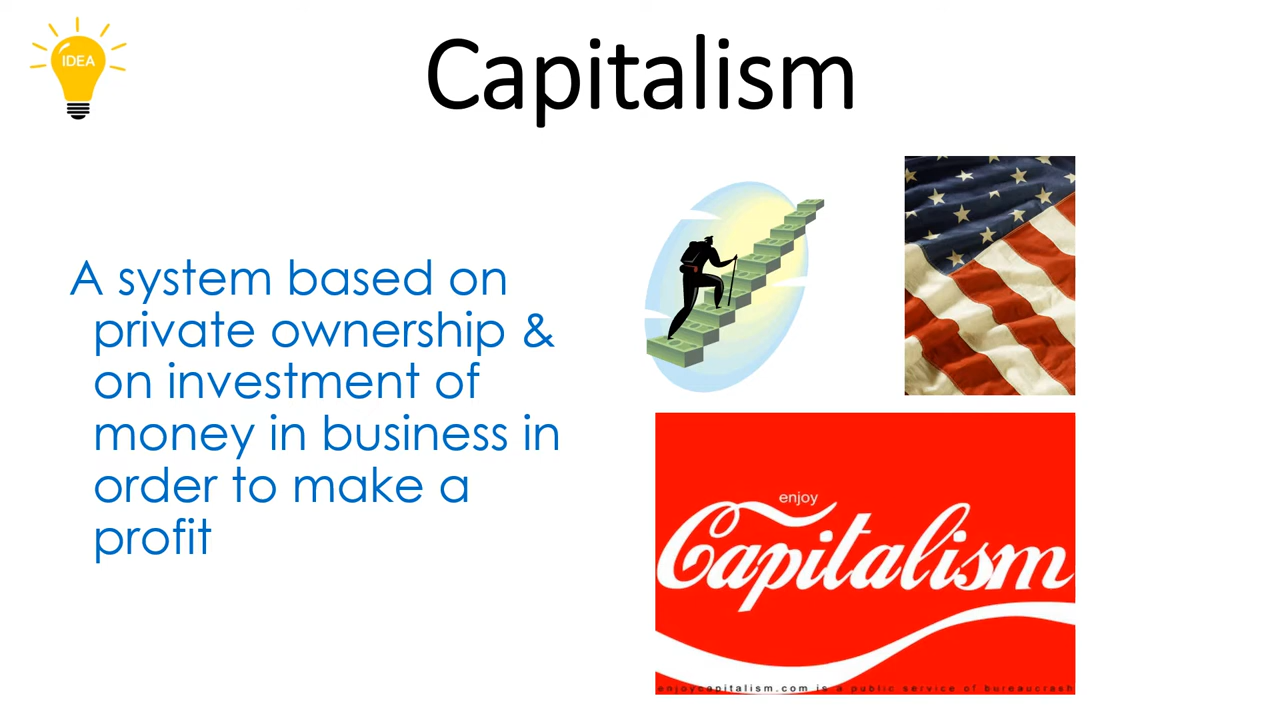 IDEA
Capitalism
A system based on
private ownership &
on investment of
money in business in
order to make a
profit
enjoy
Capitalism
enjoycapitalism.com is a public service of bureaucrash